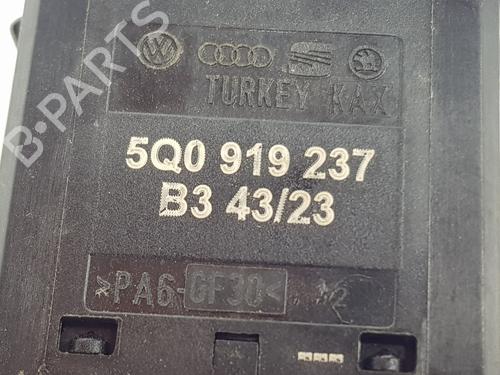 TURKEY KAX
5Q0 919 237
B3 43/23
>PA6-GF30<
B-PARTS